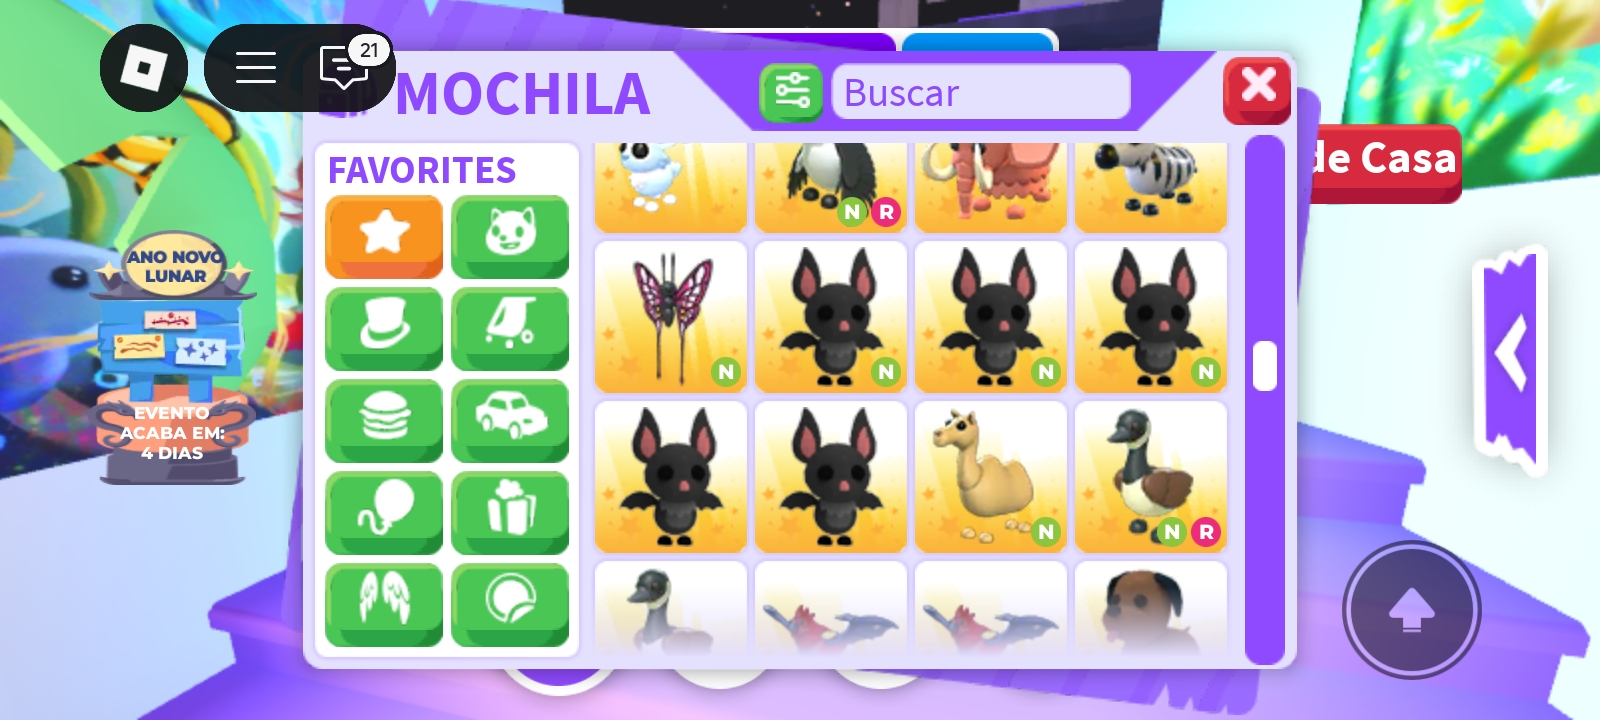 21
MOCHILA
Buscar
FAVORITES
de Casa
N R
N
N
N
N
N
N R
ANO NOVO
LUNAR
EVENTO
ACABA EM:
4 DIAS